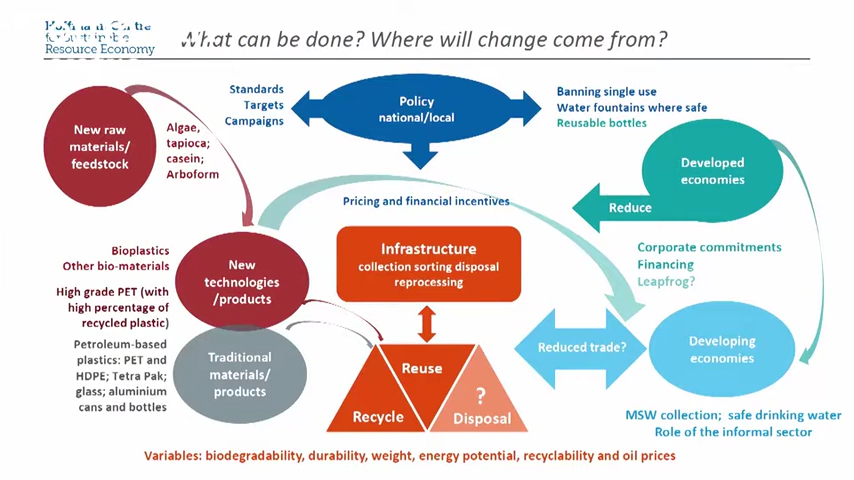 Resource Economy
What can be done? Where will change come from?
Standards
Targets
Campaigns
Policy
national/local
Banning single use
Water fountains where safe
Reusable bottles
New raw
materials/
feedstock
Algae,
tapioca;
casein;
Arboform
Developed
economies
Pricing and financial incentives
Reduce
Bioplastics
Other bio-materials
High grade PET (with
high percentage of
recycled plastic)
New
technologies
/products
Infrastructure
collection sorting disposal
reprocessing
Corporate commitments
Financing
Leapfrog?
Petroleum-based
plastics: PET and
HDPE; Tetra Pak;
glass; aluminium
cans and bottles
Traditional
materials/
products
Reuse
Recycle
?
Disposal
Reduced trade?
Developing
economies
MSW collection; safe drinking water
Role of the informal sector
Variables: biodegradability, durability, weight, energy potential, recyclability and oil prices